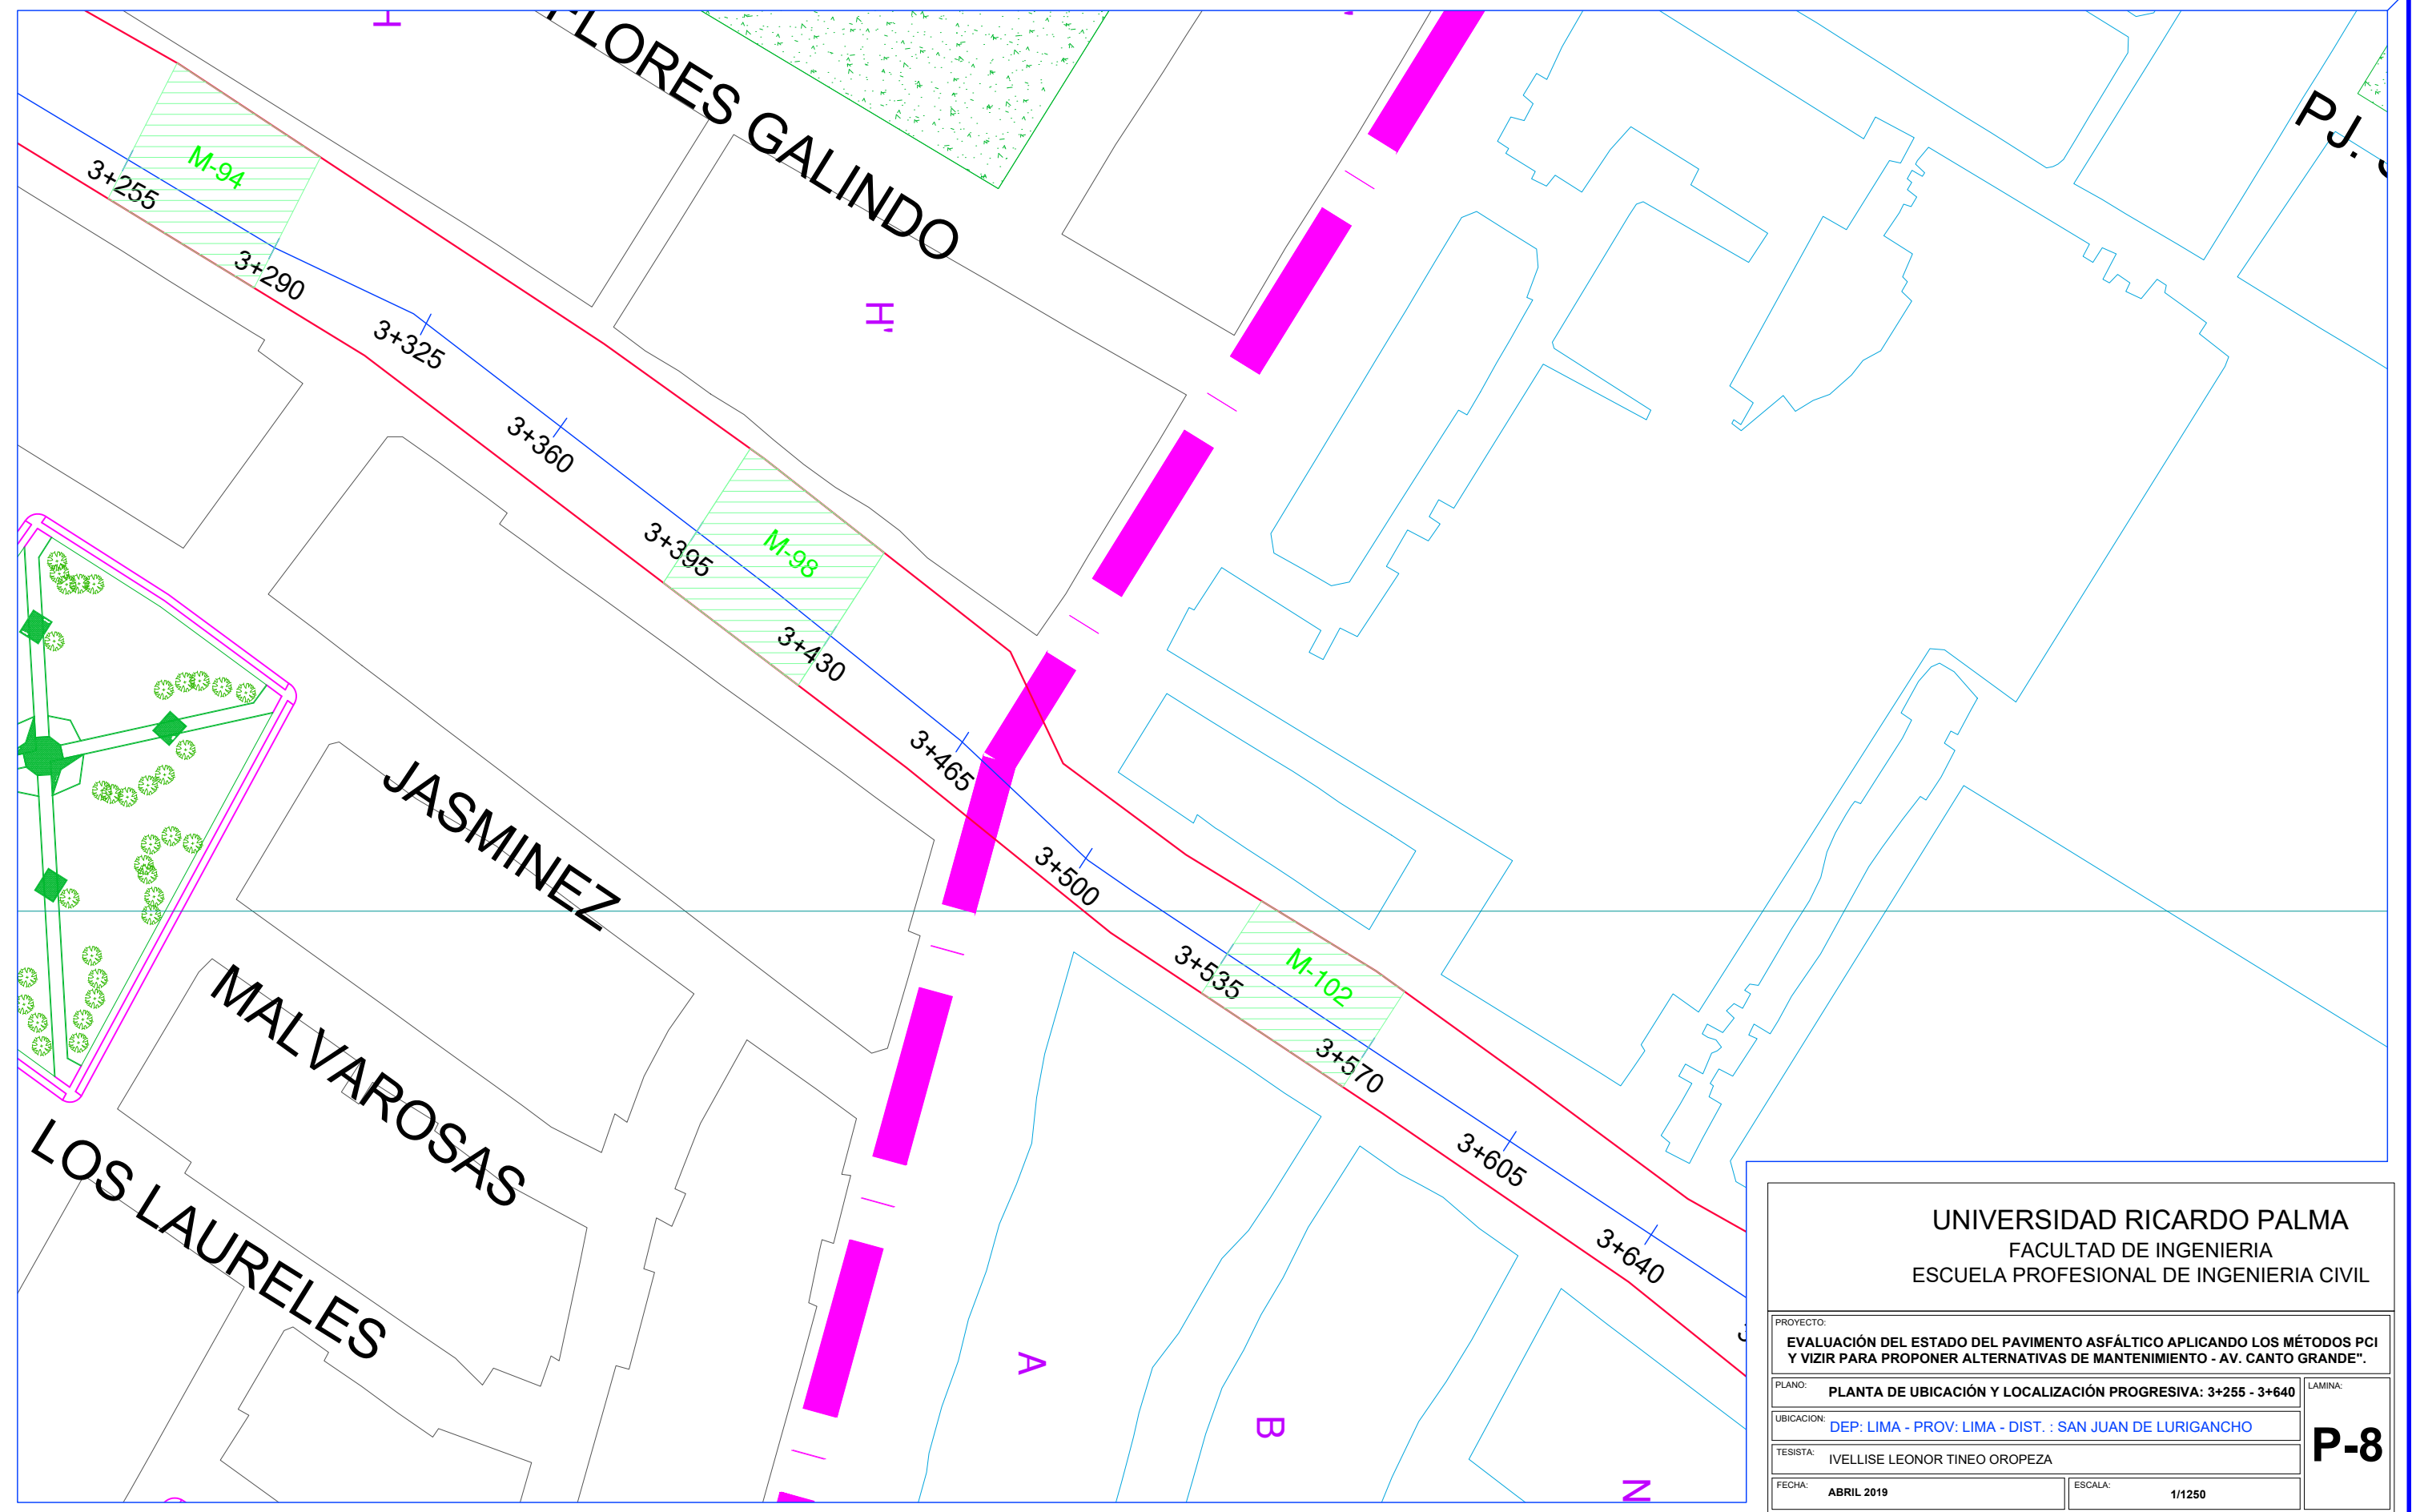 H
FLORES GALINDO
PJ.
M-94
3+255
3+290
H'
3+325
3+360
3+395
M-98
3+430
3+465
3+500
JASMINEZ
3+535
M-102
3+570
MALVAROSAS
3+605
3+640
LOS LAURELES
A
B
N
UNIVERSIDAD RICARDO PALMA
FACULTAD DE INGENIERIA
ESCUELA PROFESIONAL DE INGENIERIA CIVIL
PROYECTO:
EVALUACIÓN DEL ESTADO DEL PAVIMENTO ASFÁLTICO APLICANDO LOS MÉTODOS PCI
Y VIZIR PARA PROPONER ALTERNATIVAS DE MANTENIMIENTO - AV. CANTO GRANDE".
PLANO: PLANTA DE UBICACIÓN Y LOCALIZACIÓN PROGRESIVA: 3+255 - 3+640
LAMINA:
P-8
UBICACION: DEP: LIMA - PROV: LIMA - DIST. : SAN JUAN DE LURIGANCHO
TESISTA: IVELLISE LEONOR TINEO OROPEZA
FECHA: ABRIL 2019
ESCALA: 1/1250